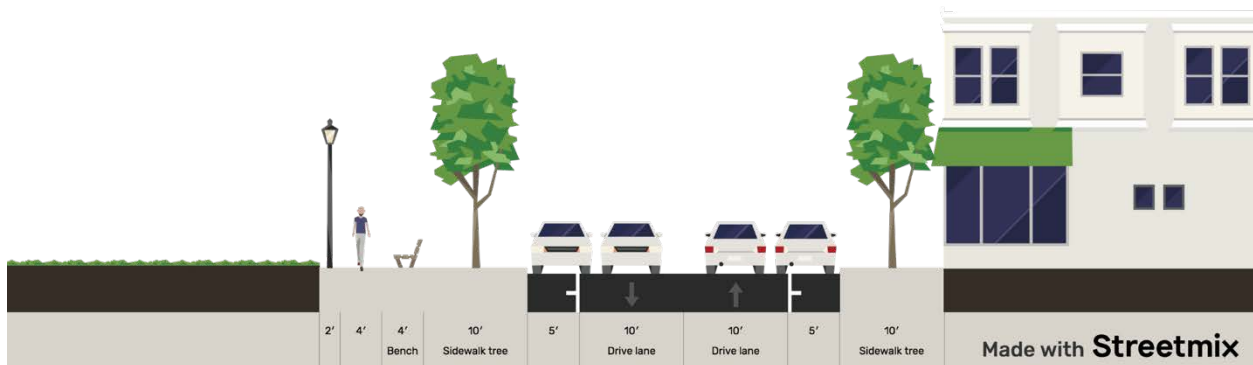 2' 4' 4' 10' 5' 10' 10' 5' 10'
Bench Sidewalk tree Drive lane Drive lane Sidewalk tree
Made with Streetmix